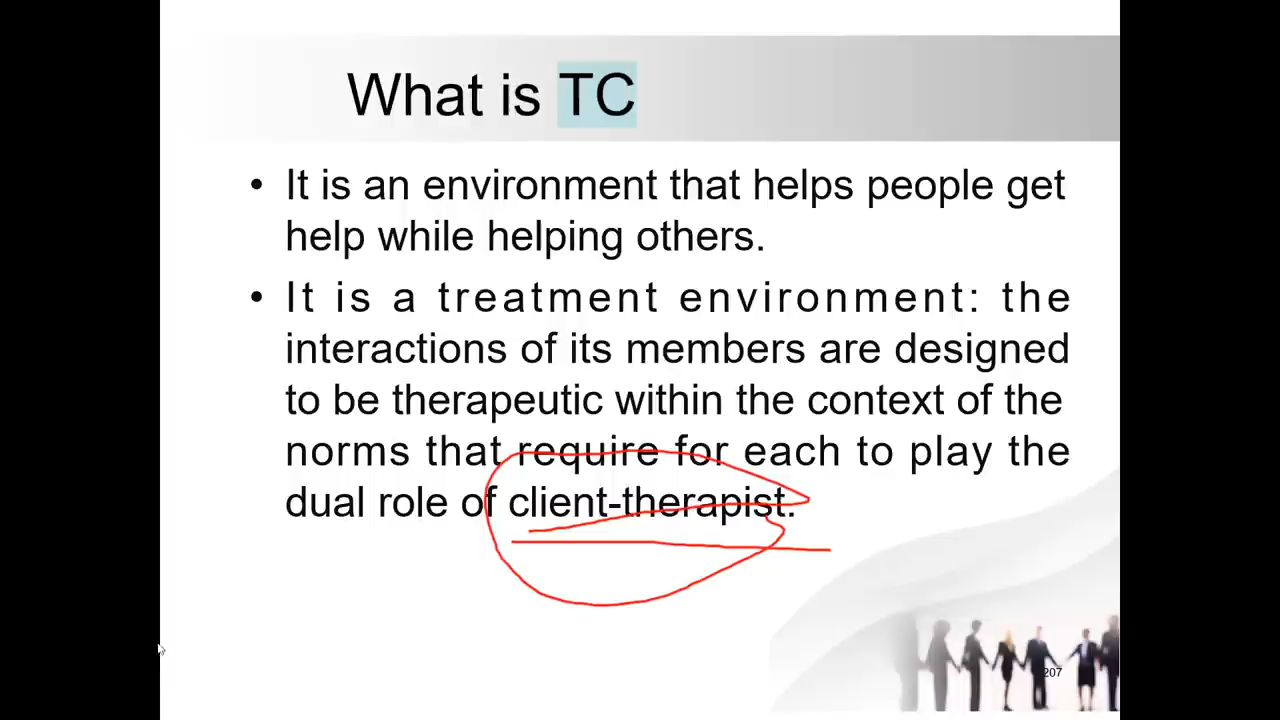 What is TC
• It is an environment that helps people get
help while helping others.
• It is a treatment environment: the
interactions of its members are designed
to be therapeutic within the context of the
norms that require for each to play the
dual role of client-therapist.
207